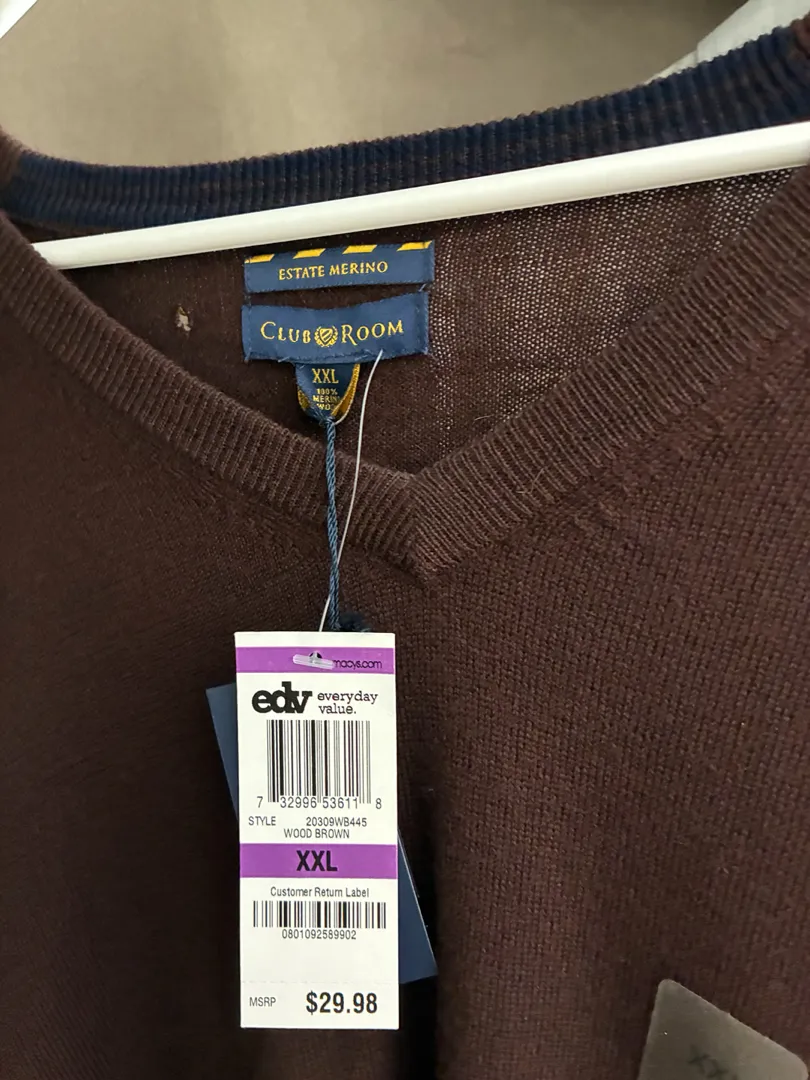 ESTATE MERINO
CLUB ROOM
XXL
100%
macys.com
edv everyday
value.
7 32996 53611 8
STYLE 20309WB445
WOOD BROWN
XXL
Customer Return Label
0801092589902
MSRP $29.98